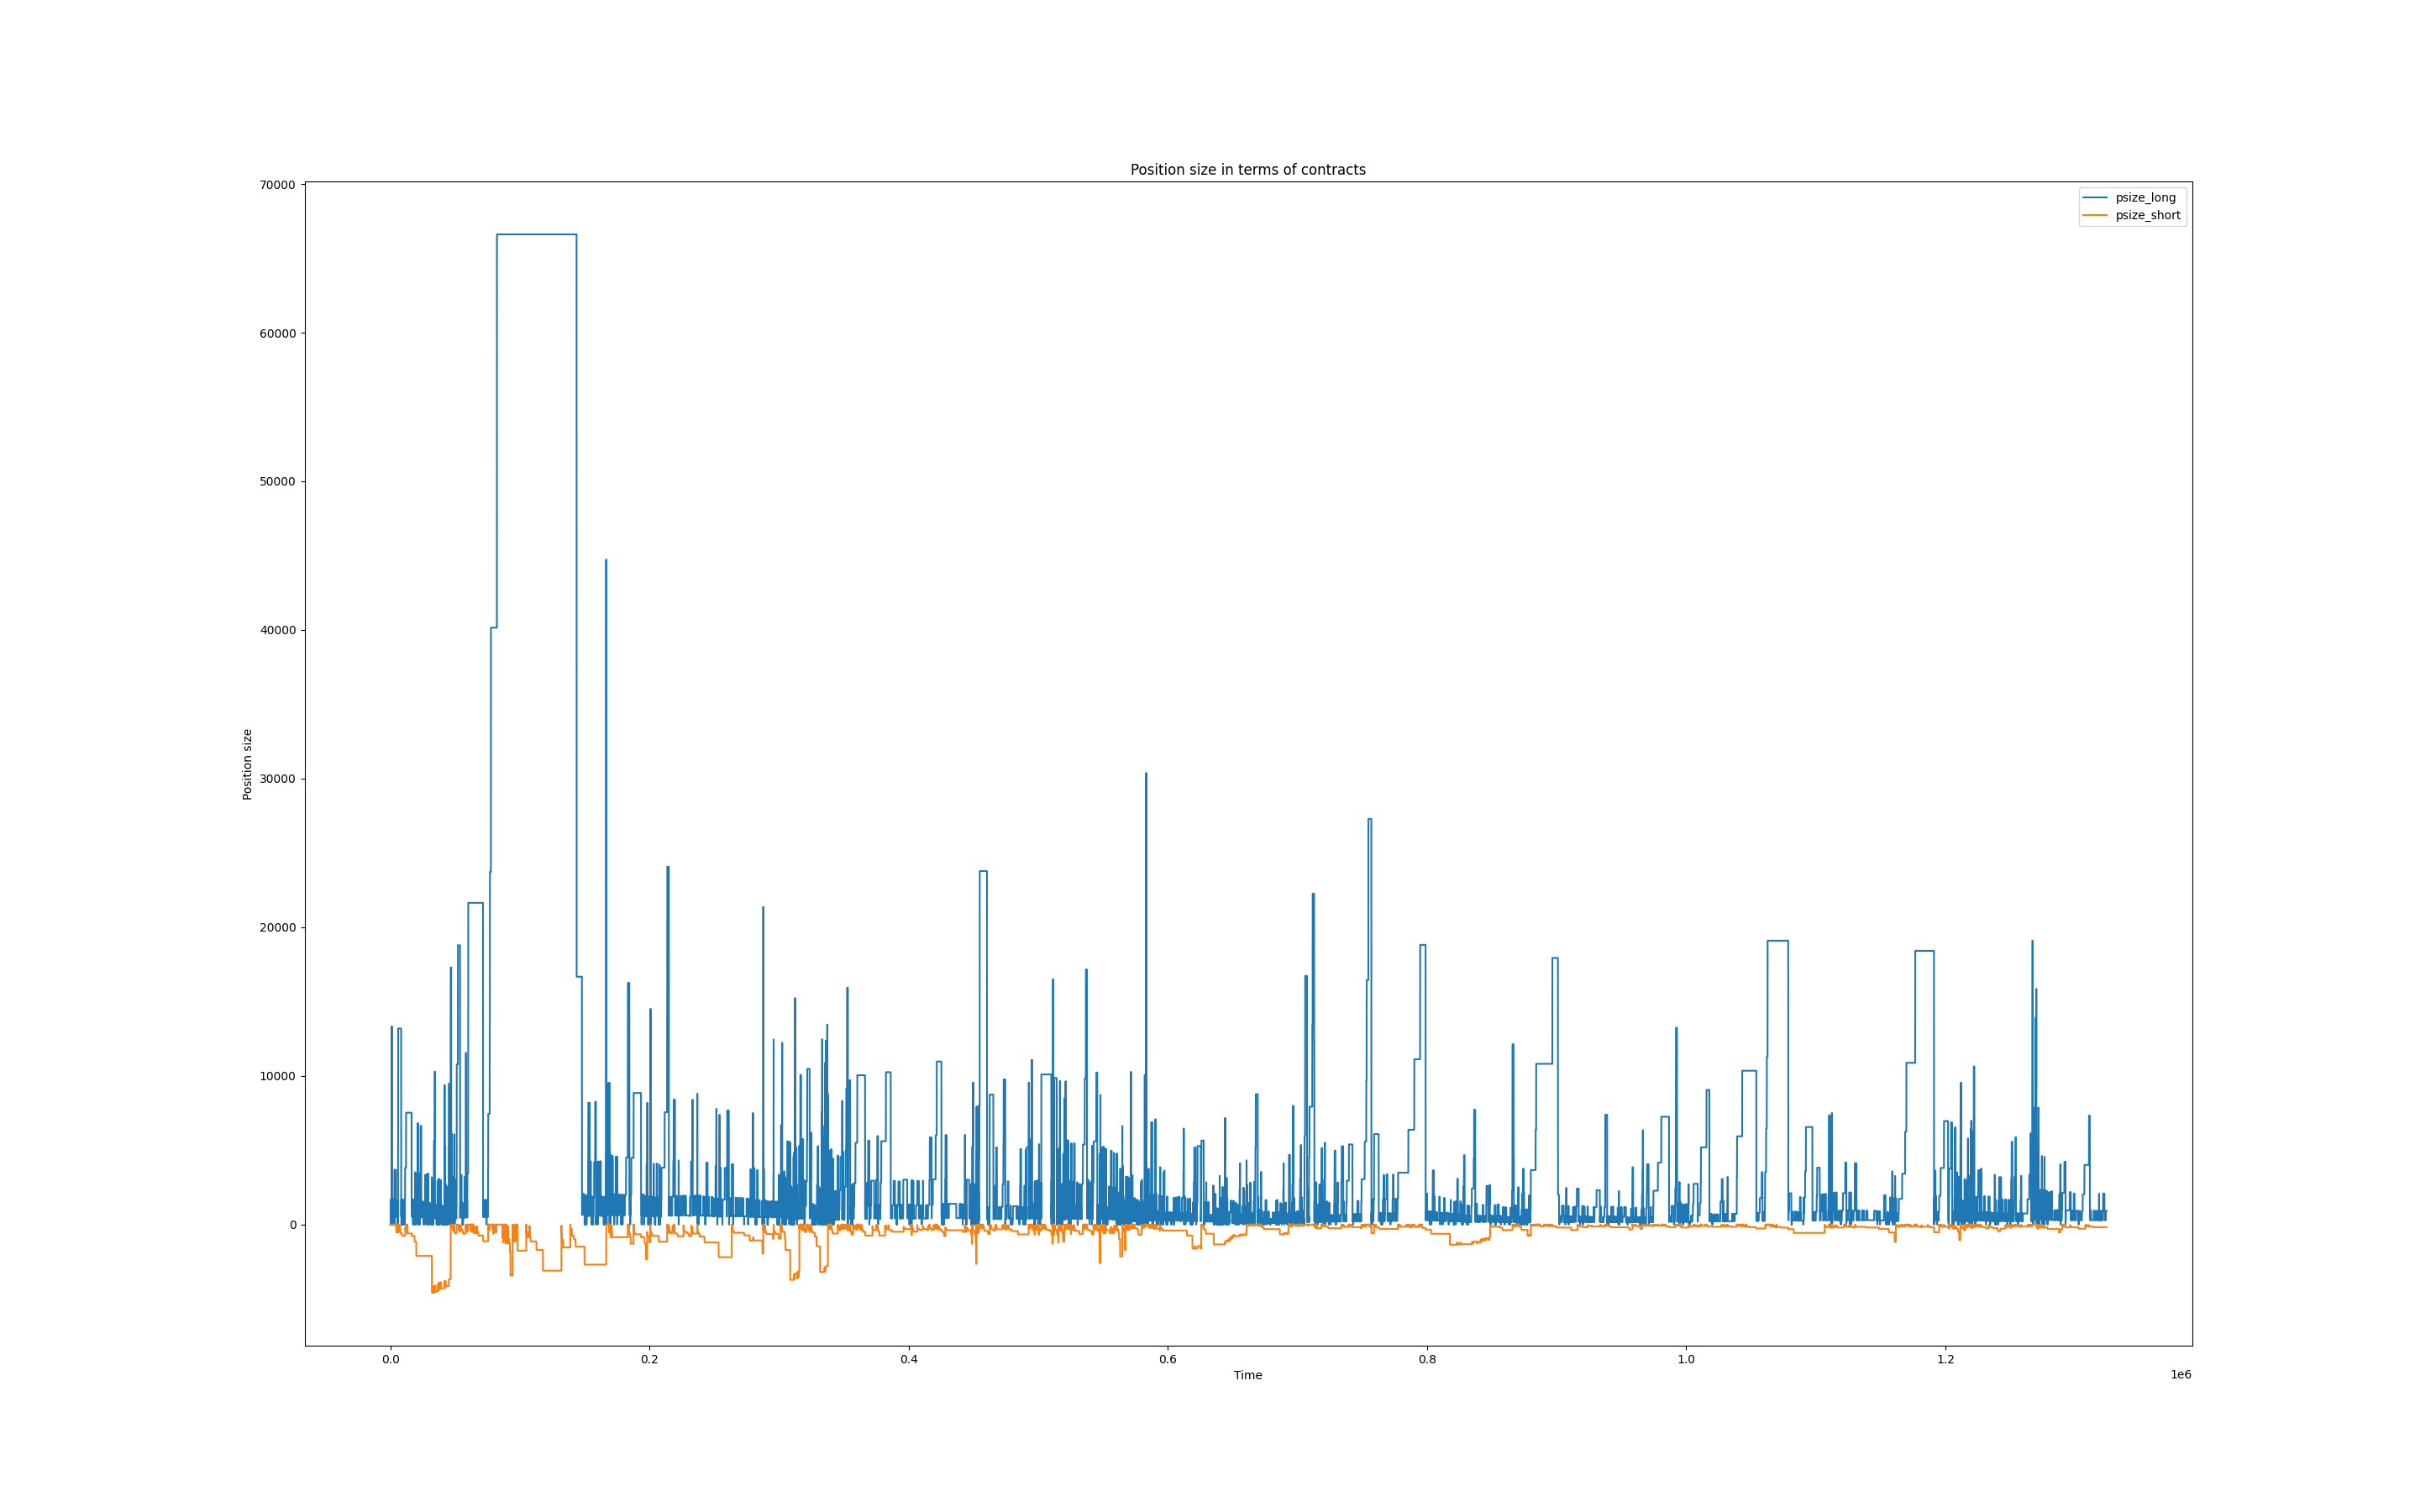 Position size in terms of contracts
psize_long
psize_short
70000
60000
50000
40000
30000
20000
10000
0
Position size
0.0 0.2 0.4 0.6 0.8 1.0 1.2
Time
1e6